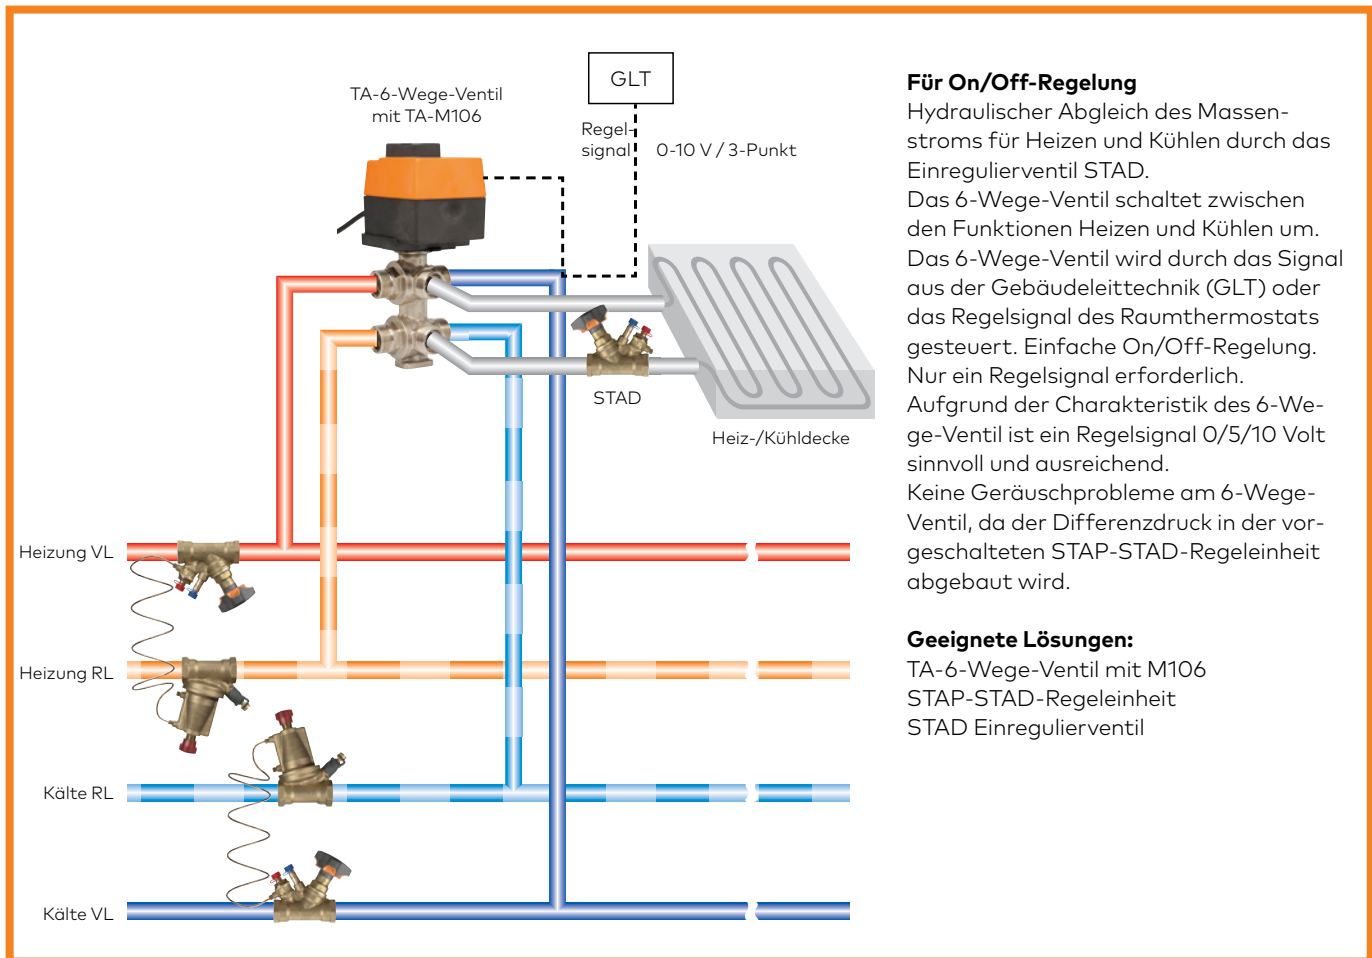 GLT
TA-6-Wege-Ventil
mit TA-M106
Regel-
signal
0-10 V / 3-Punkt
STAD
Heiz-/Kühldecke
Heizung VL
Heizung RL
Kälte RL
Kälte VL
Für On/Off-Regelung
Hydraulischer Abgleich des Massen-
stroms für Heizen und Kühlen durch das
Einregulierventil STAD.
Das 6-Wege-Ventil schaltet zwischen
den Funktionen Heizen und Kühlen um.
Das 6-Wege-Ventil wird durch das Signal
aus der Gebäudeleittechnik (GLT) oder
das Regelsignal des Raumthermostats
gesteuert. Einfache On/Off-Regelung.
Nur ein Regelsignal erforderlich.
Aufgrund der Charakteristik des 6-We-
ge-Ventil ist ein Regelsignal 0/5/10 Volt
sinnvoll und ausreichend.
Keine Geräuschprobleme am 6-Wege-
Ventil, da der Differenzdruck in der vor-
geschalteten STAP-STAD-Regeleinheit
abgebaut wird.
Geeignete Lösungen:
TA-6-Wege-Ventil mit M106
STAP-STAD-Regeleinheit
STAD Einregulierventil